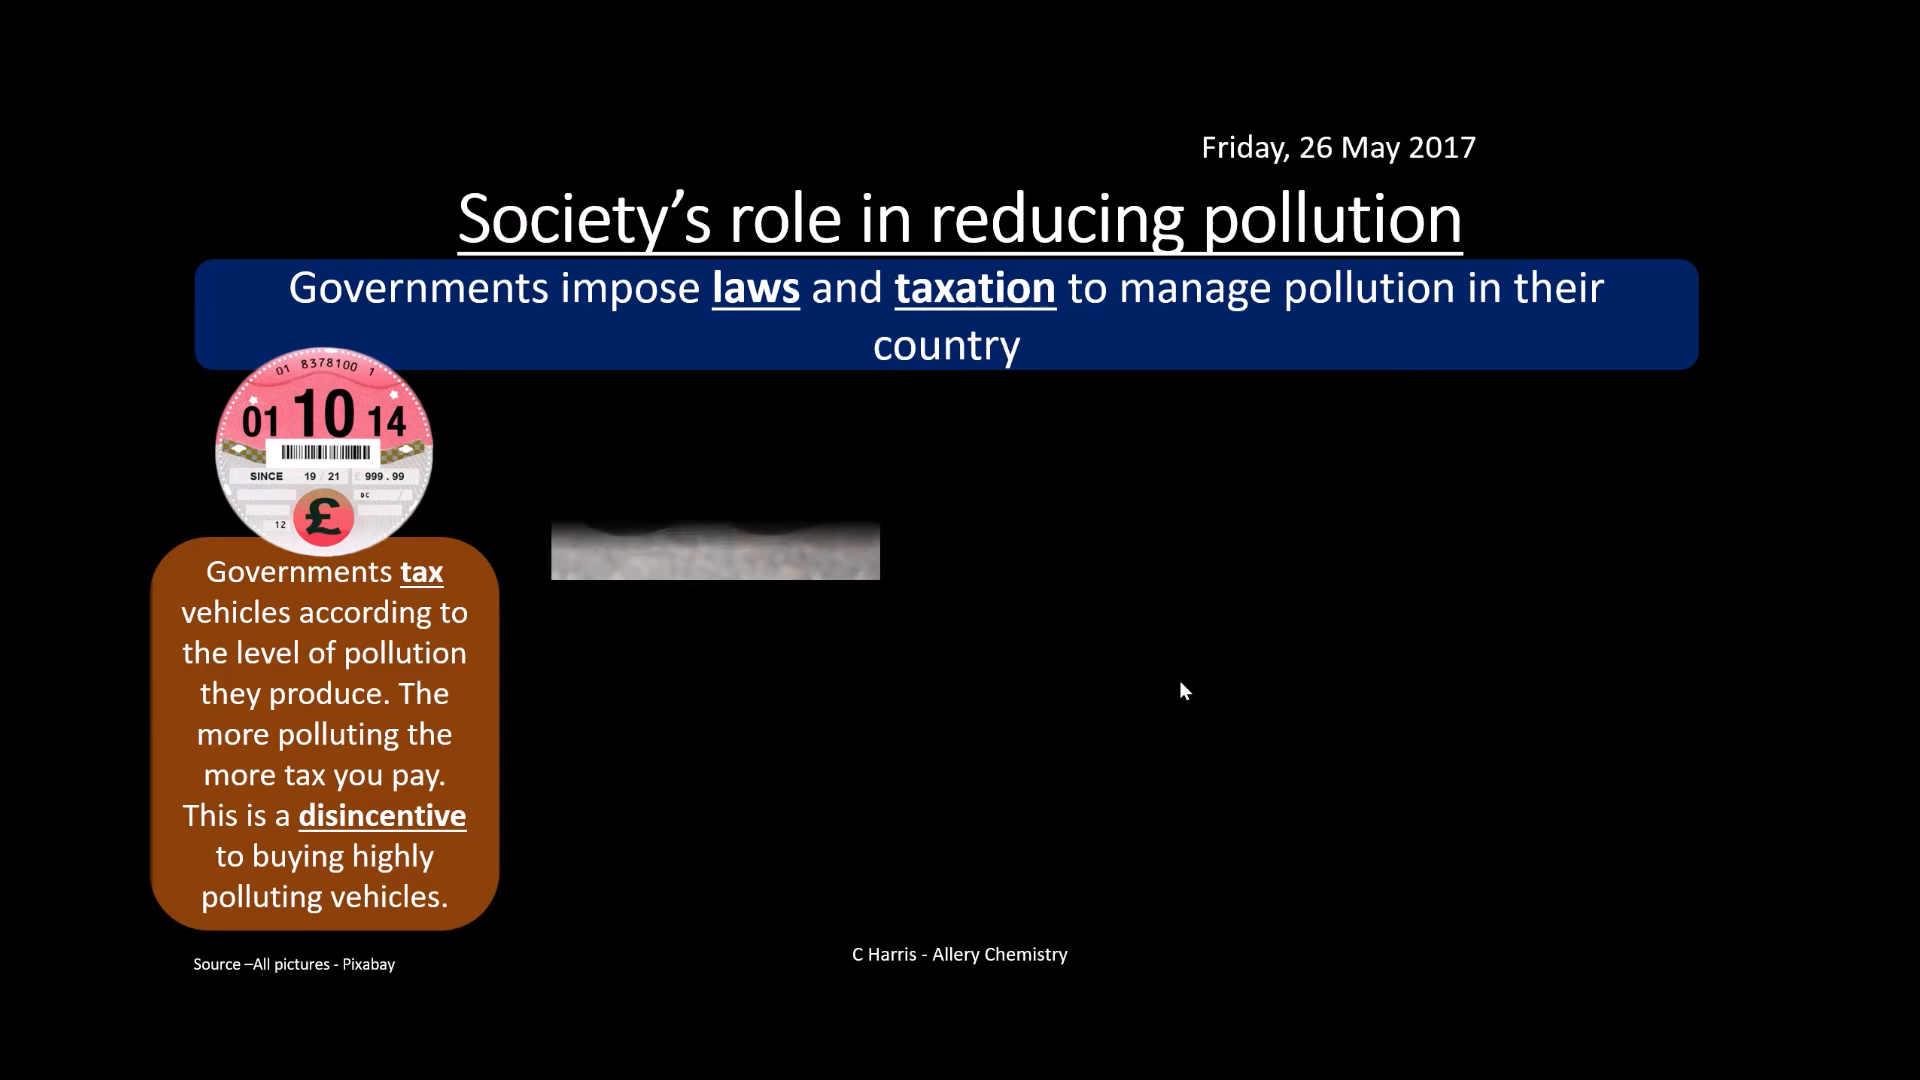 Friday, 26 May 2017
Society’s role in reducing pollution
Governments impose laws and taxation to manage pollution in their
country
01 8378100 1
01 10 14
SINCE 19 21 £ 999.99
DC /
12 £
Governments tax
vehicles according to
the level of pollution
they produce. The
more polluting the
more tax you pay.
This is a disincentive
to buying highly
polluting vehicles.
C Harris - Allery Chemistry
Source –All pictures - Pixabay